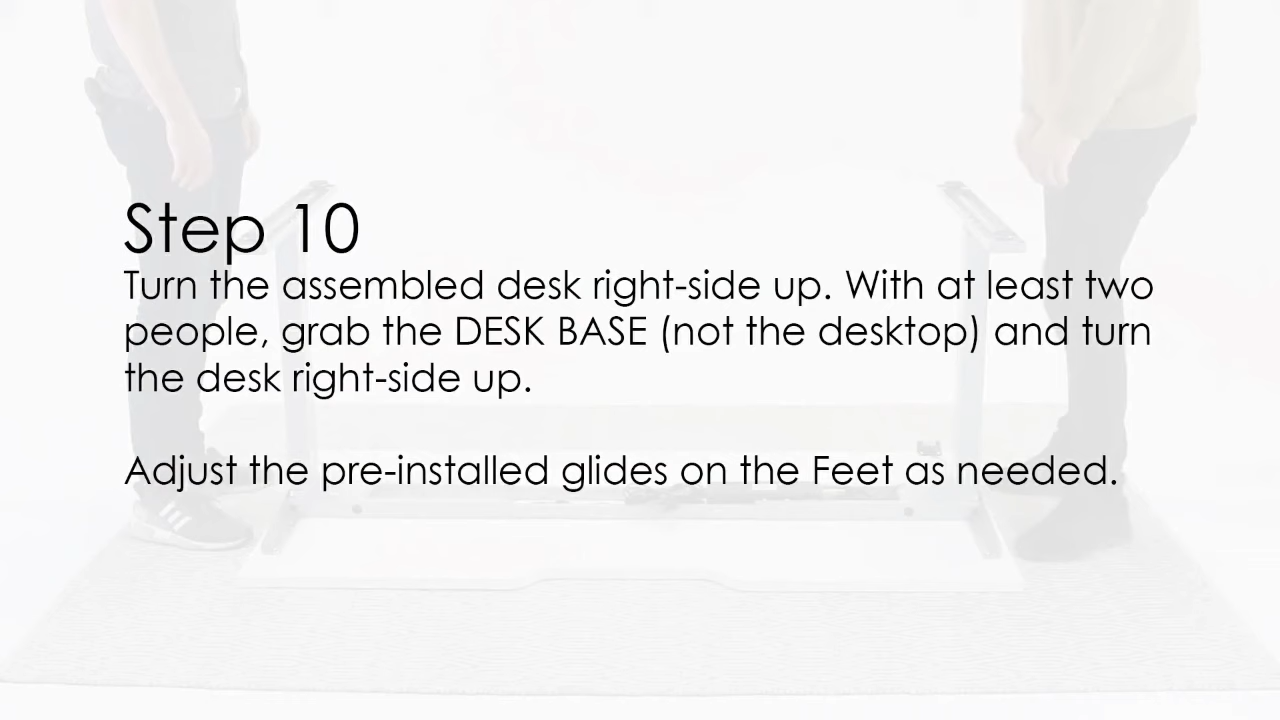 Step 10
Turn the assembled desk right-side up. With at least two
people, grab the DESK BASE (not the desktop) and turn
the desk right-side up.
Adjust the pre-installed glides on the Feet as needed.